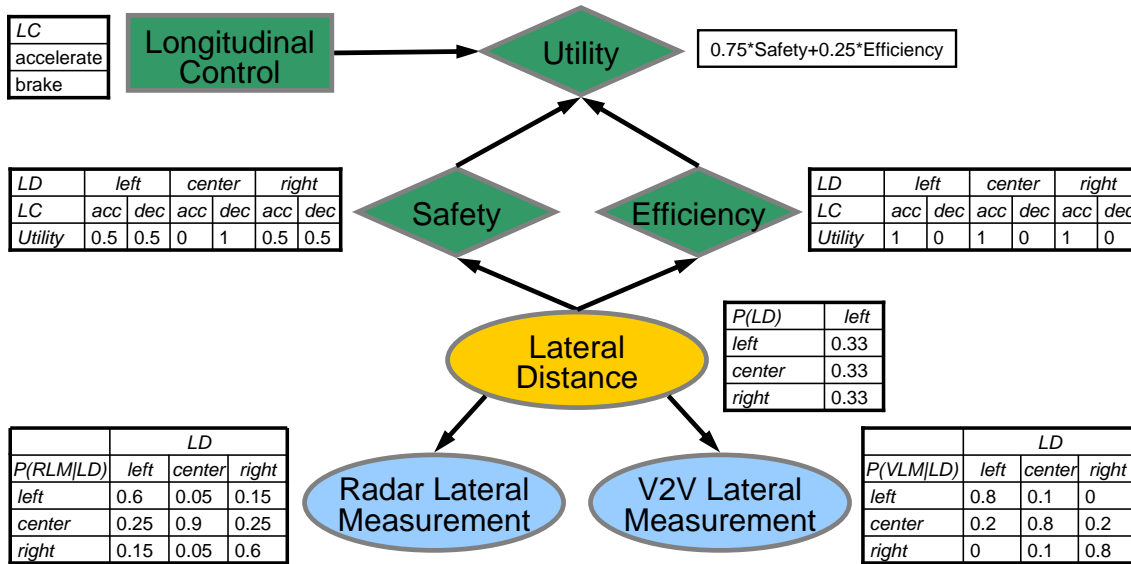 LC
accelerate
brake
Longitudinal
Control
Utility
0.75*Safety+0.25*Efficiency
LD left center right
LC acc dec acc dec acc dec
Utility 0.5 0.5 0 1 0.5 0.5
Safety
Efficiency
LD left center right
LC acc dec acc dec acc dec
Utility 1 0 1 0 1 0
Lateral
Distance
P(LD) left
left 0.33
center 0.33
right 0.33
LD
P(RLM|LD) left center right
left 0.6 0.05 0.15
center 0.25 0.9 0.25
right 0.15 0.05 0.6
Radar Lateral
Measurement
V2V Lateral
Measurement
LD
P(VLM|LD) left center right
left 0.8 0.1 0
center 0.2 0.8 0.2
right 0 0.1 0.8